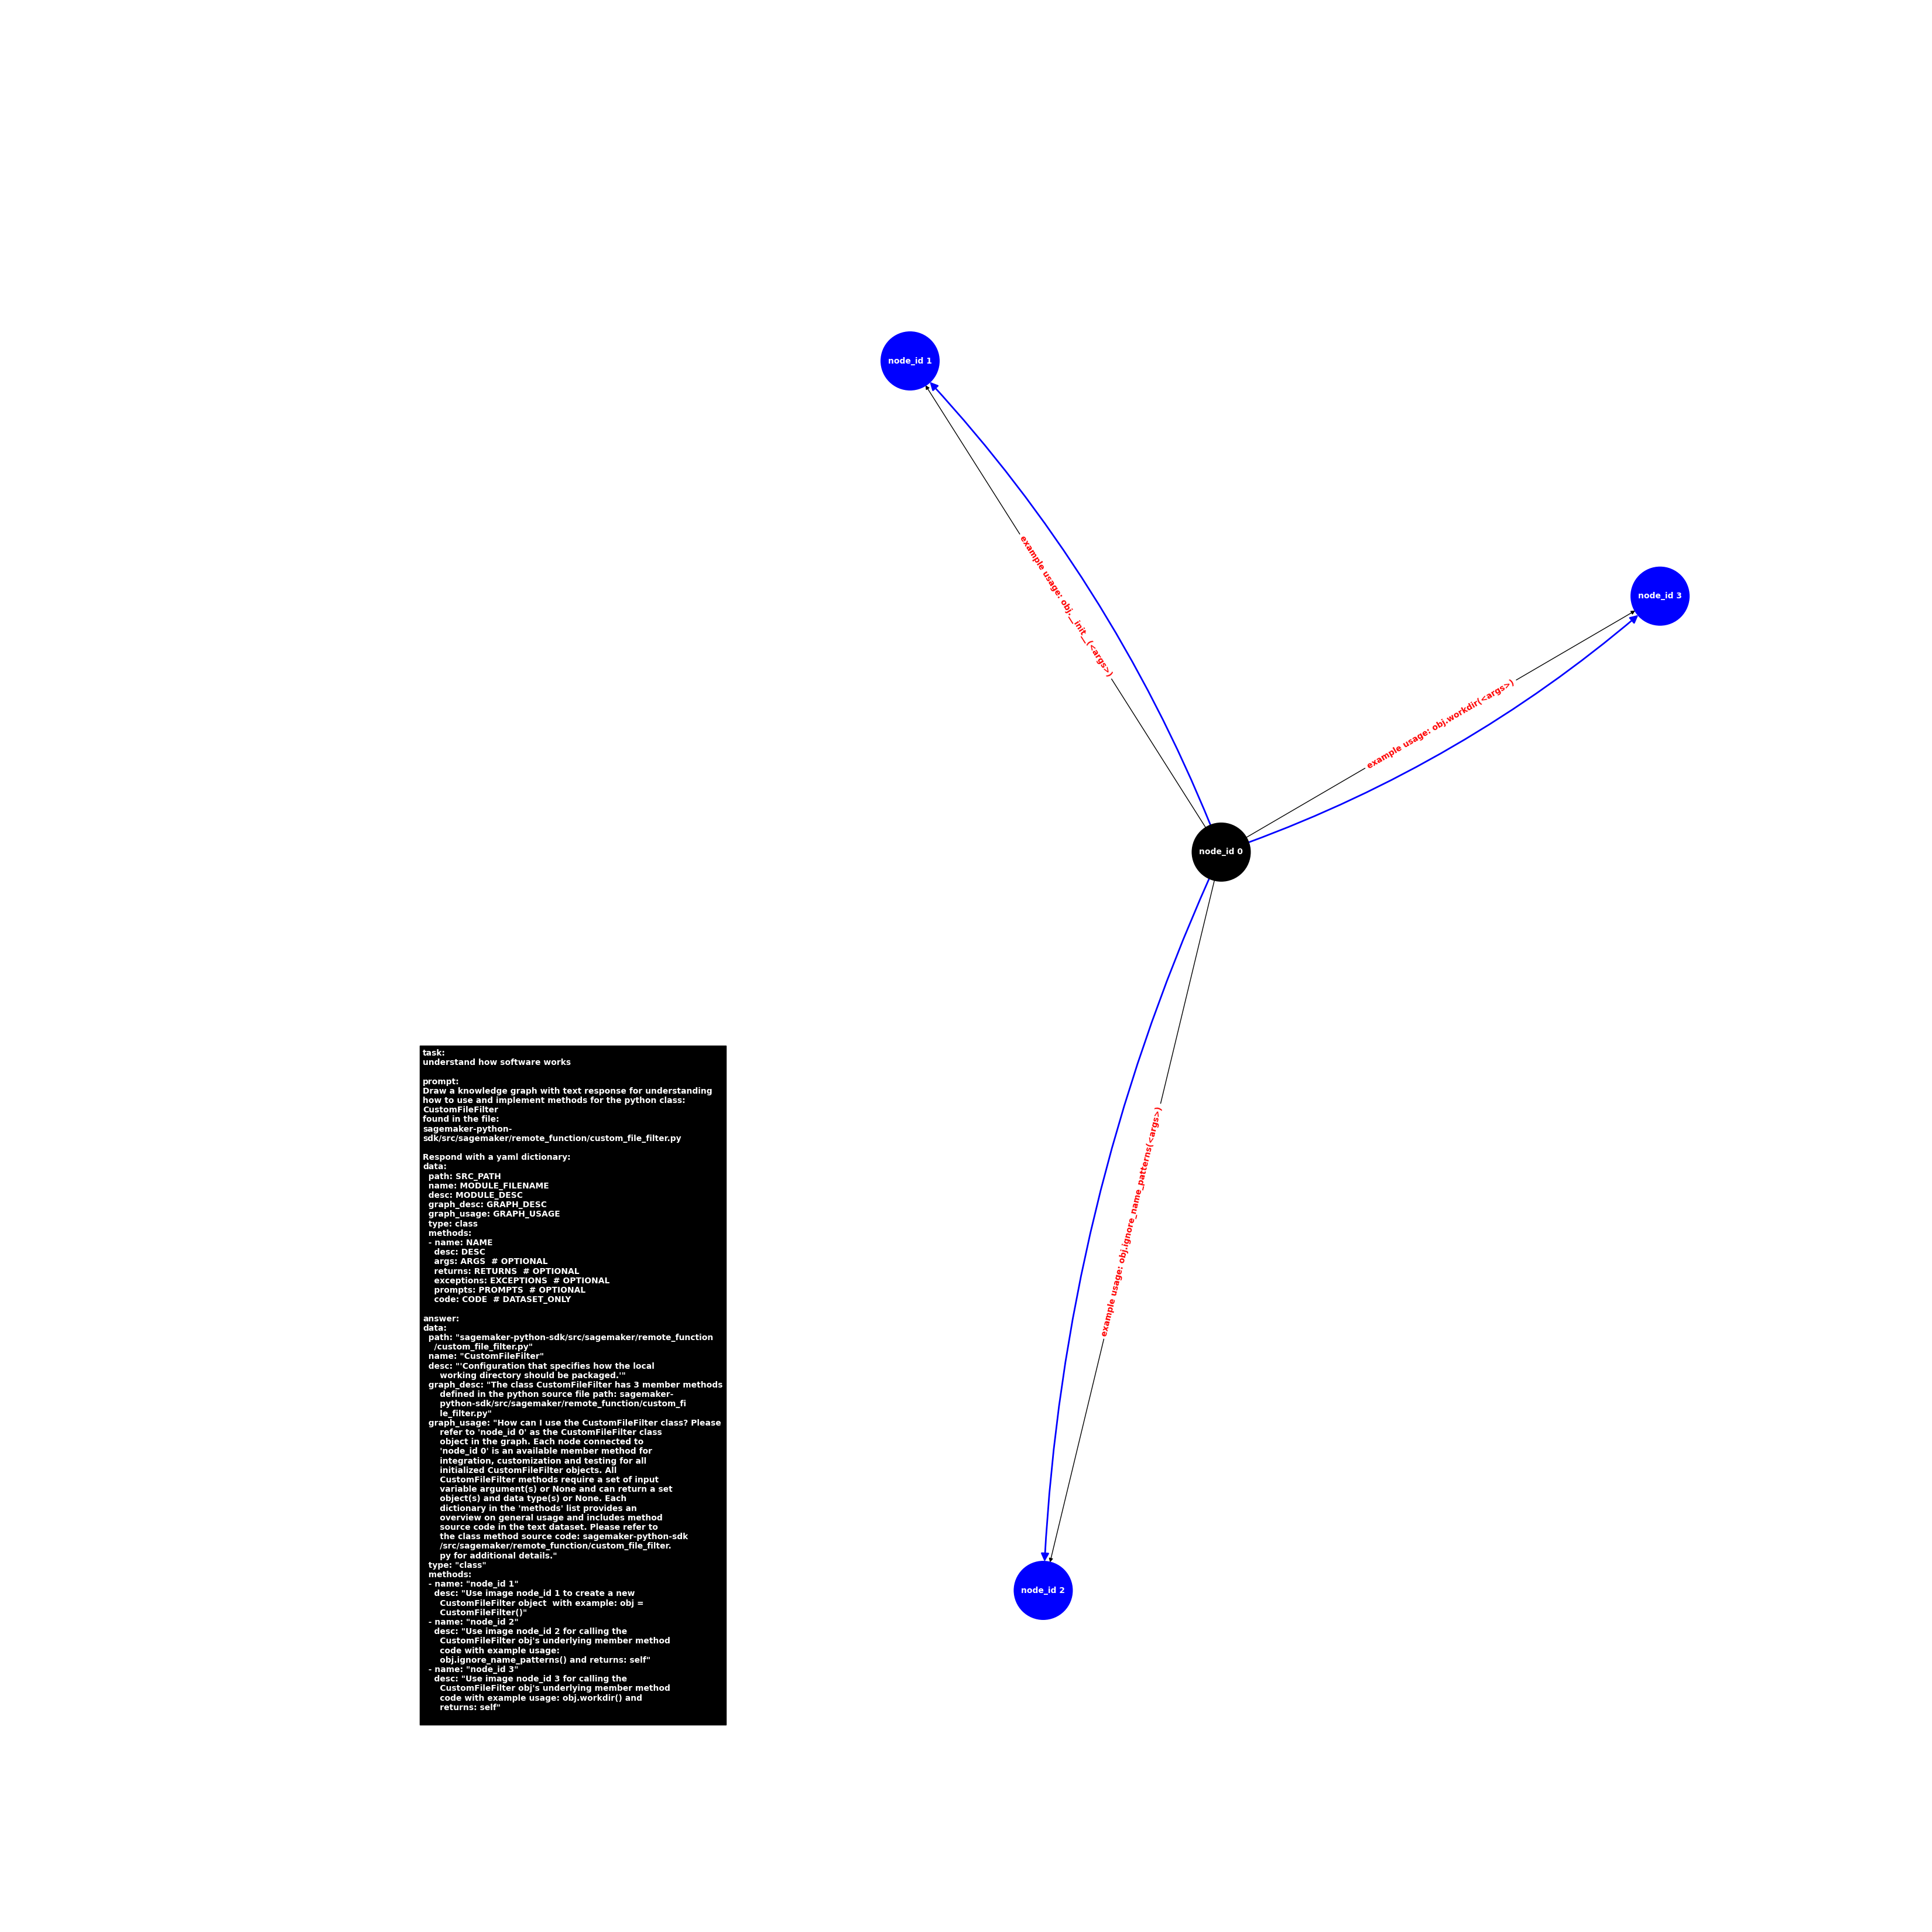 node_id 1
node_id 3
example usage: obj.__init__(<args>)
example usage: obj.workdir(<args>)
node_id 0
example usage: obj.ignore_name_patterns(<args>)
node_id 2
task:
understand how software works

prompt:
Draw a knowledge graph with text response for understanding
how to use and implement methods for the python class:
CustomFileFilter
found in the file:
sagemaker-python-
sdk/src/sagemaker/remote_function/custom_file_filter.py

Respond with a yaml dictionary:
data:
  path: SRC_PATH
  name: MODULE_FILENAME
  desc: MODULE_DESC
  graph_desc: GRAPH_DESC
  graph_usage: GRAPH_USAGE
  type: class
  methods:
  - name: NAME
    desc: DESC
    args: ARGS  # OPTIONAL
    returns: RETURNS  # OPTIONAL
    exceptions: EXCEPTIONS  # OPTIONAL
    prompts: PROMPTS  # OPTIONAL
    code: CODE  # DATASET_ONLY

answer:
data:
  path: "sagemaker-python-sdk/src/sagemaker/remote_function
    /custom_file_filter.py"
  name: "CustomFileFilter"
  desc: "'Configuration that specifies how the local
      working directory should be packaged.'"
  graph_desc: "The class CustomFileFilter has 3 member methods
      defined in the python source file path: sagemaker-
      python-sdk/src/sagemaker/remote_function/custom_fi
      le_filter.py"
  graph_usage: "How can I use the CustomFileFilter class? Please
      refer to 'node_id 0' as the CustomFileFilter class
      object in the graph. Each node connected to
      'node_id 0' is an available member method for
      integration, customization and testing for all
      initialized CustomFileFilter objects. All
      CustomFileFilter methods require a set of input
      variable argument(s) or None and can return a set
      object(s) and data type(s) or None. Each
      dictionary in the 'methods' list provides an
      overview on general usage and includes method
      source code in the text dataset. Please refer to
      the class method source code: sagemaker-python-sdk
      /src/sagemaker/remote_function/custom_file_filter.
      py for additional details."
  type: "class"
  methods:
  - name: "node_id 1"
    desc: "Use image node_id 1 to create a new
      CustomFileFilter object  with example: obj =
      CustomFileFilter()"
  - name: "node_id 2"
    desc: "Use image node_id 2 for calling the
      CustomFileFilter obj's underlying member method
      code with example usage:
      obj.ignore_name_patterns() and returns: self"
  - name: "node_id 3"
    desc: "Use image node_id 3 for calling the
      CustomFileFilter obj's underlying member method
      code with example usage: obj.workdir() and
      returns: self"